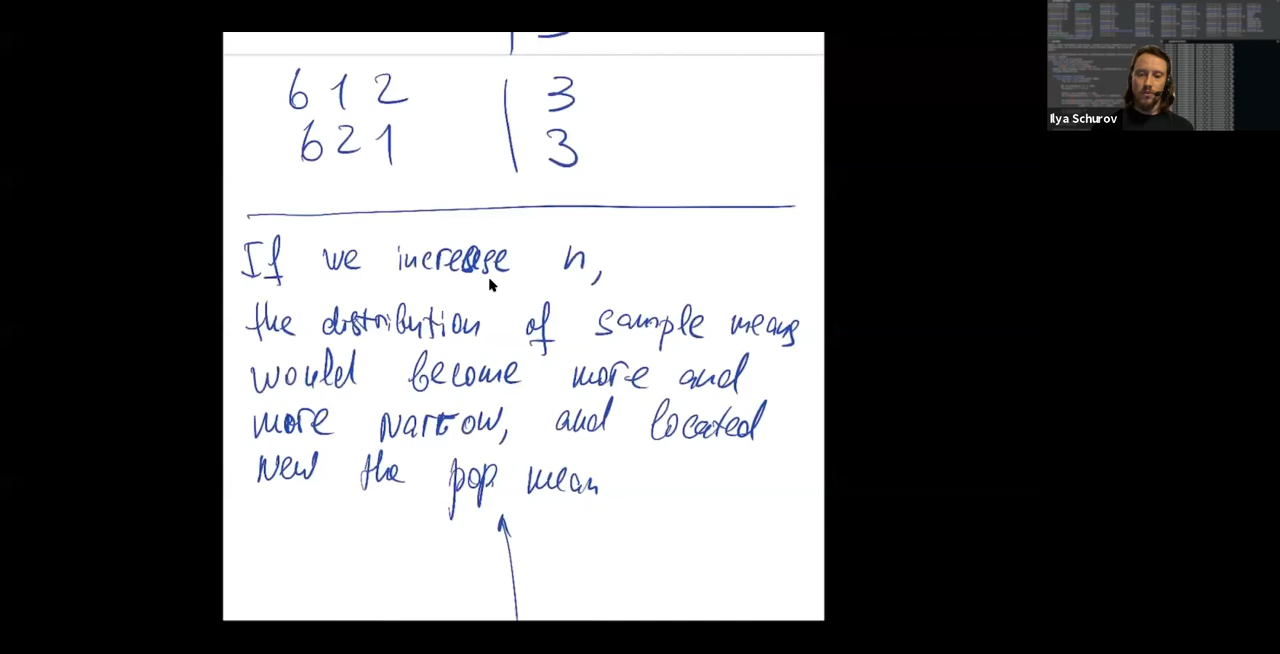 6 1 2 | 3
6 2 1 | 3
If we increase n,
the distribution of sample means
would become more and
more narrow, and located
near the pop. mean
Ilya Schurov